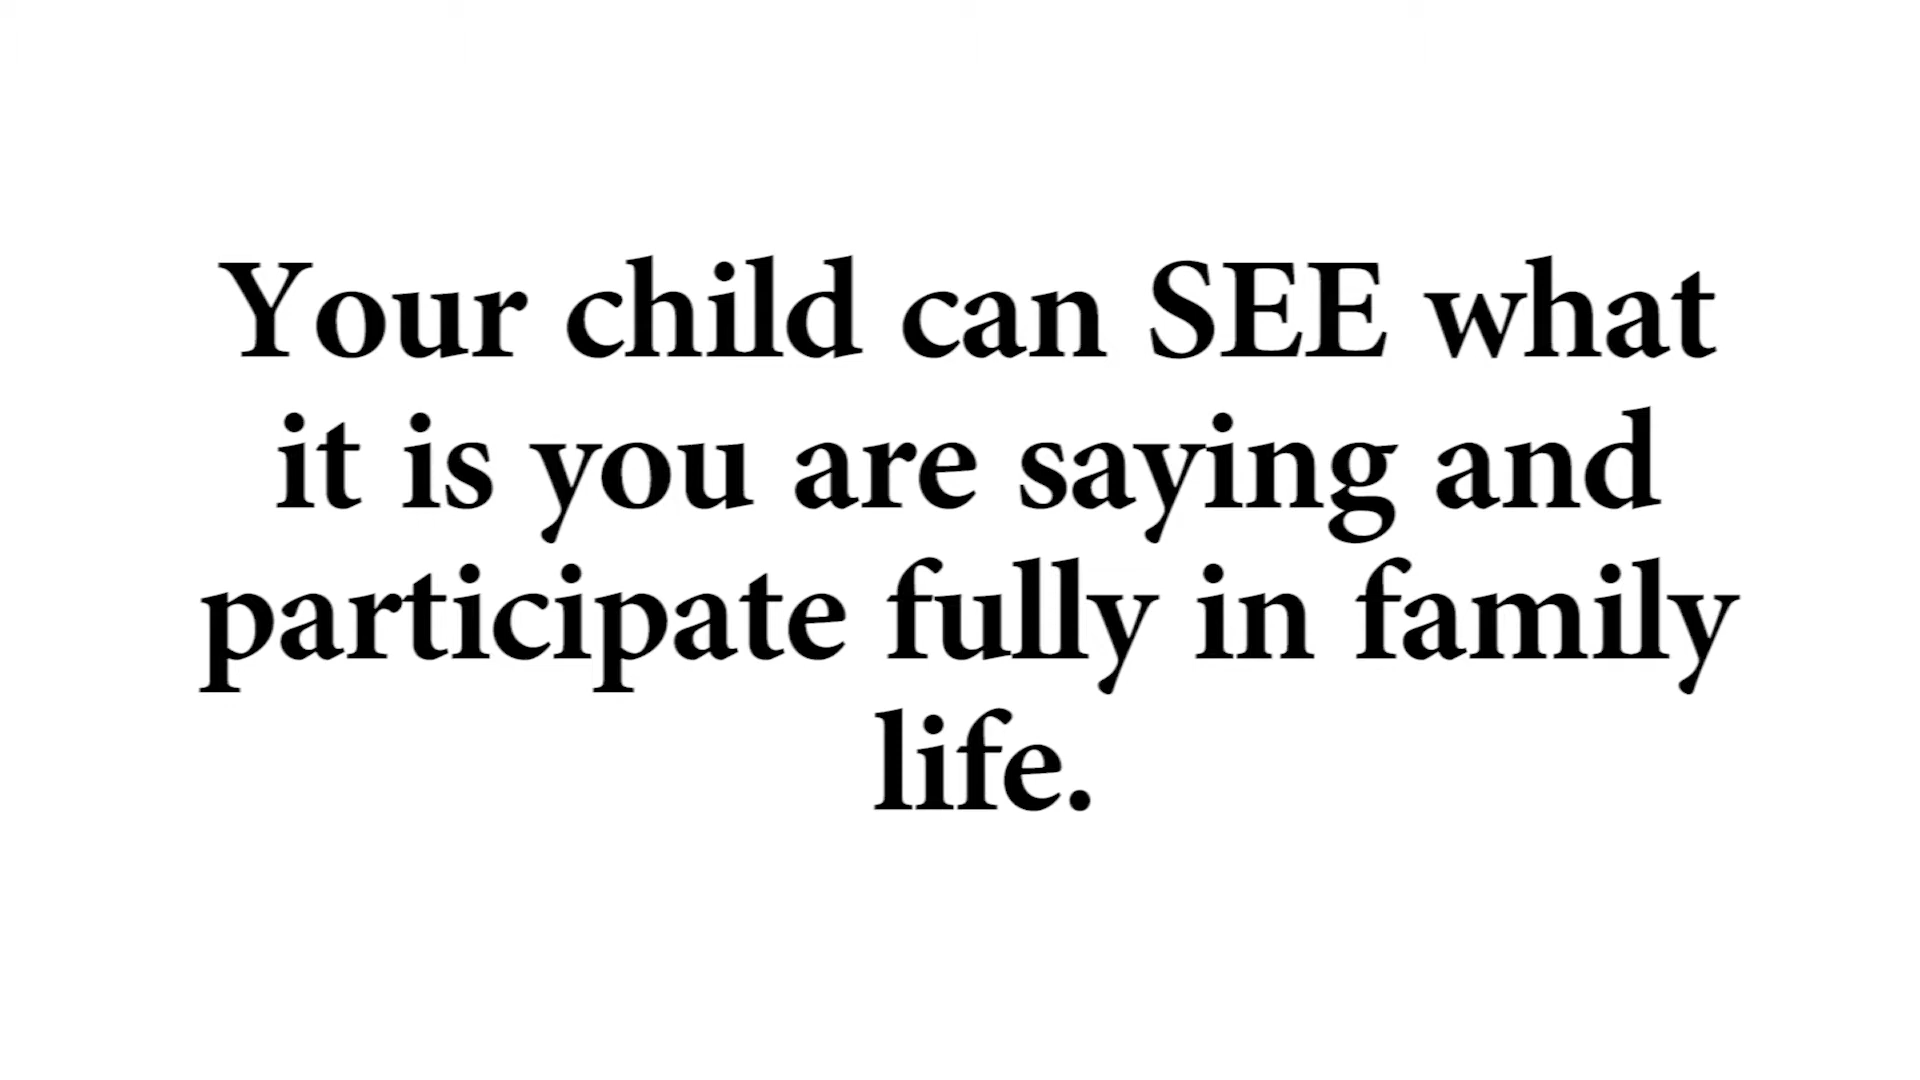 Your child can SEE what
it is you are saying and
participate fully in family
life.